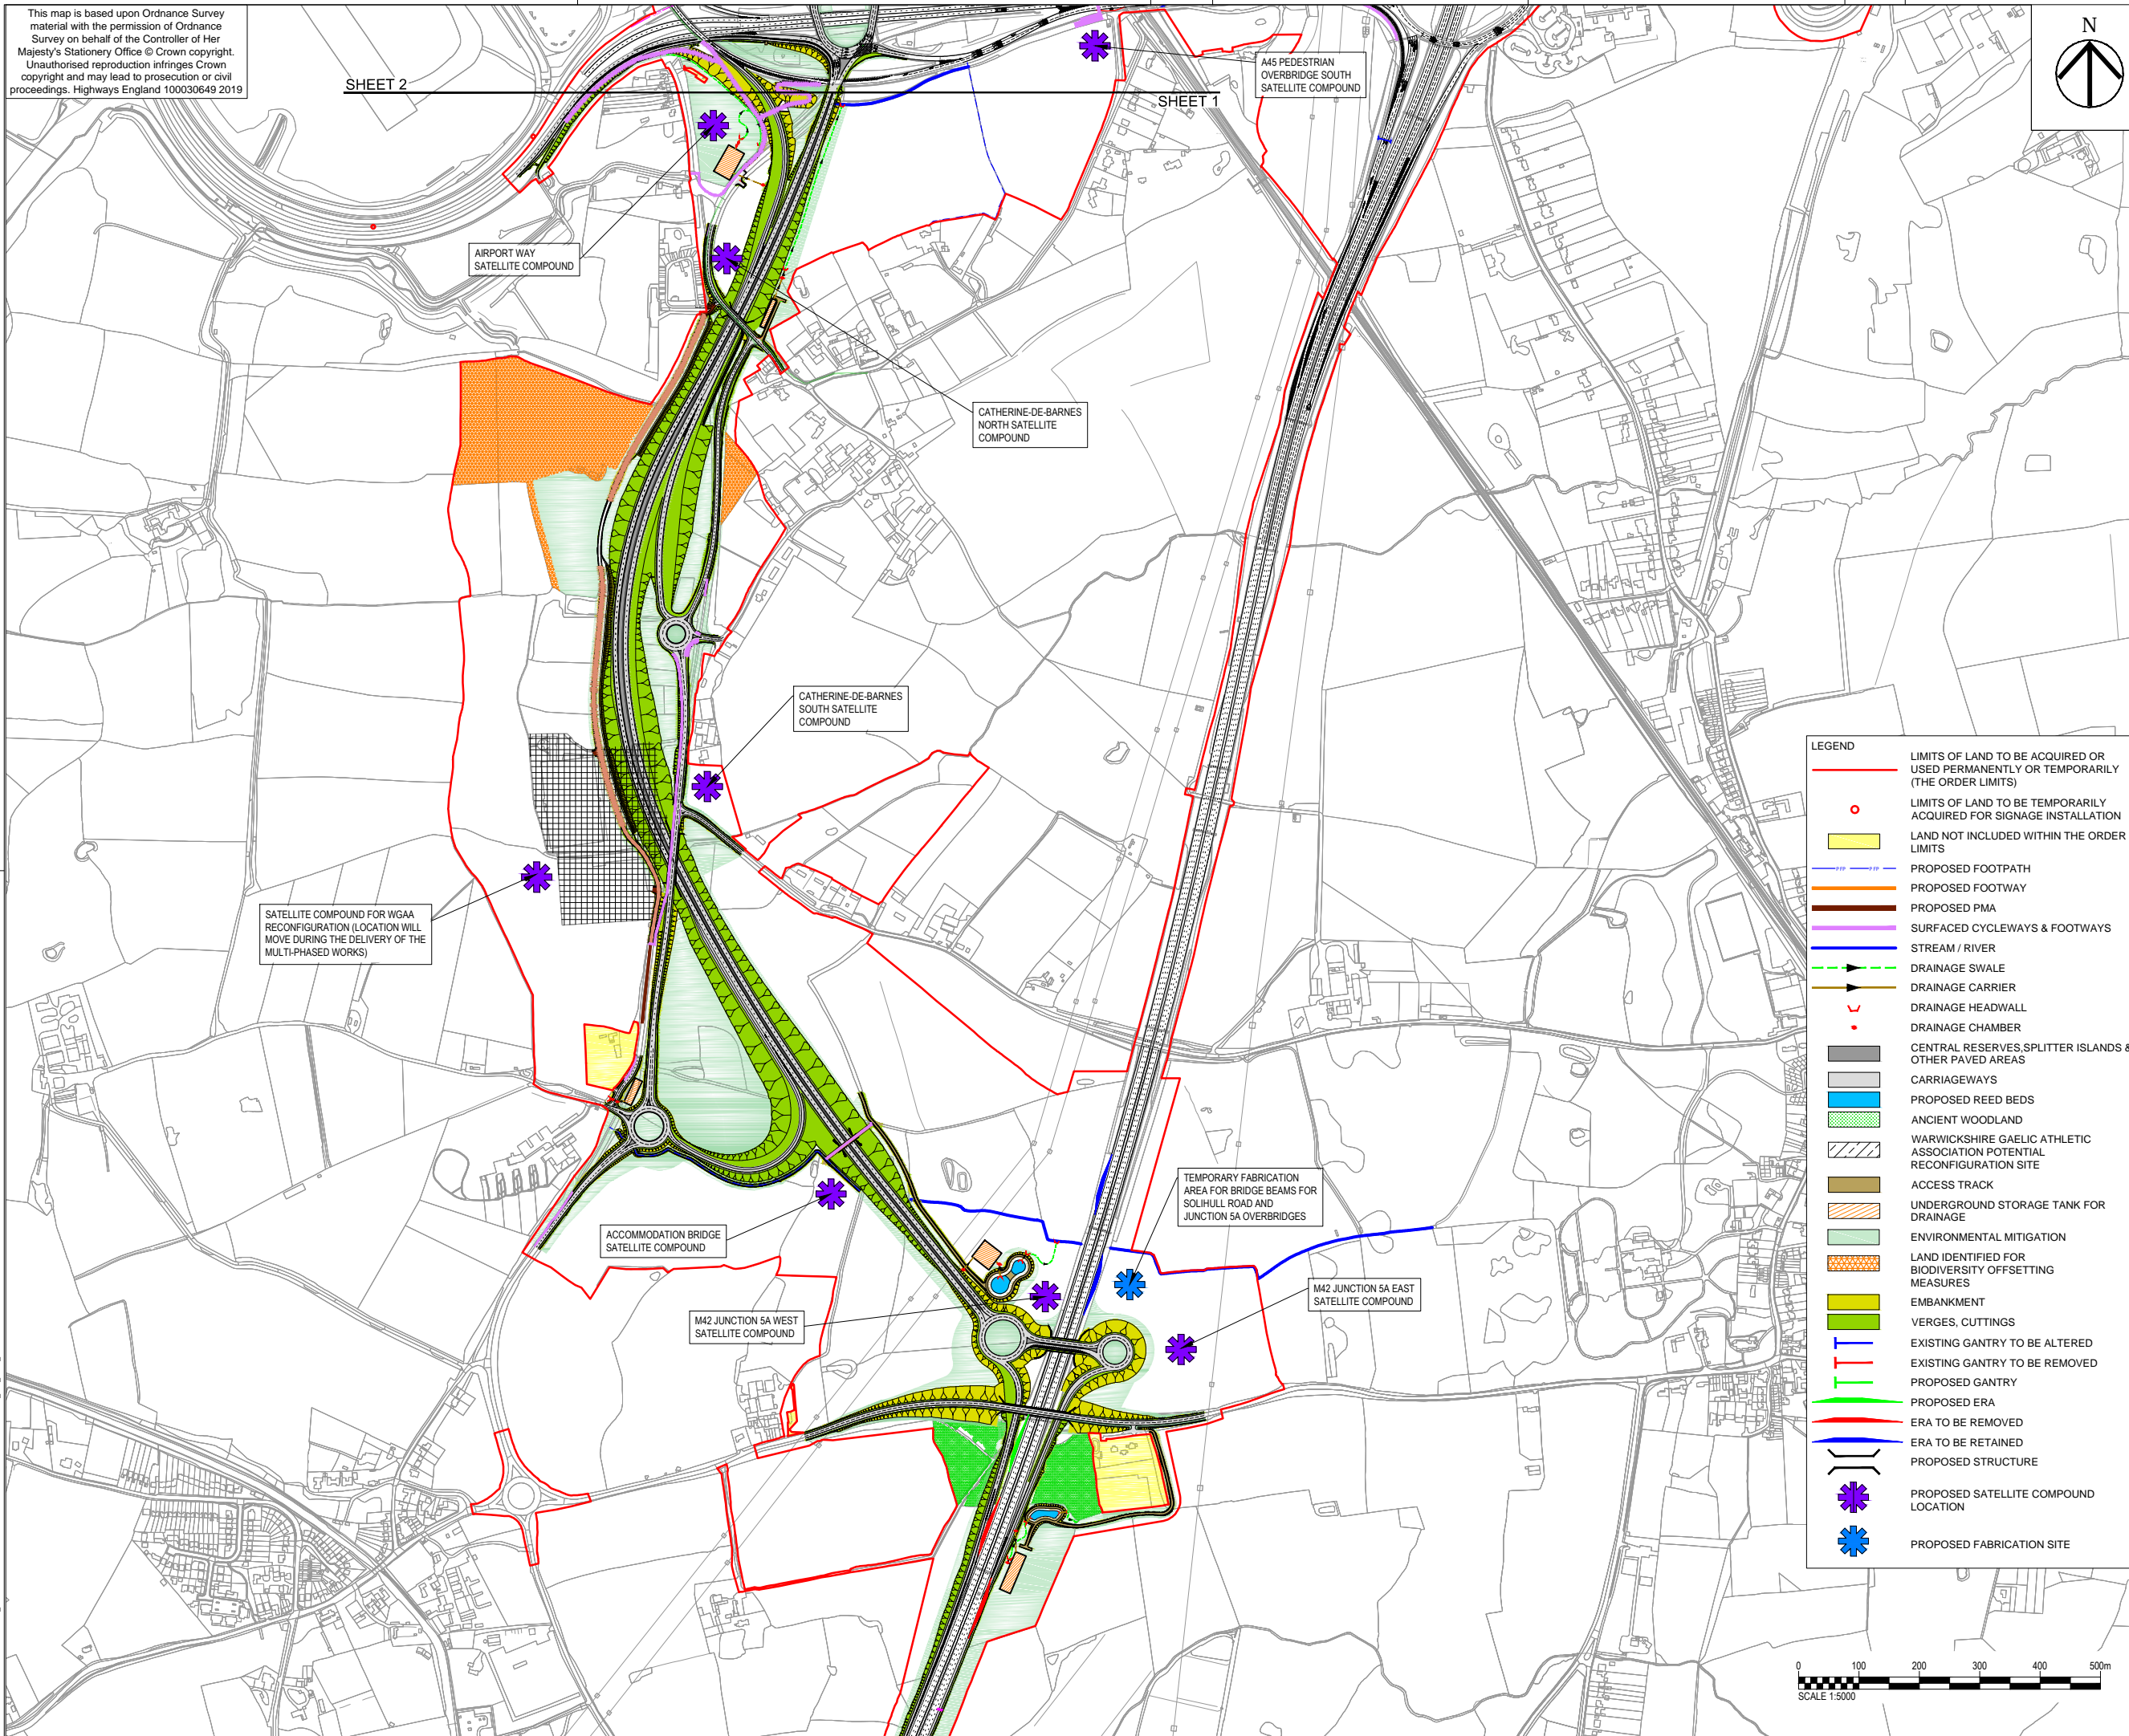 This map is based upon Ordnance Survey
material with the permission of Ordnance
Survey on behalf of the Controller of Her
Majesty's Stationery Office © Crown copyright.
Unauthorised reproduction infringes Crown
copyright and may lead to prosecution or civil
proceedings. Highways England 100030649 2019
N
SHEET 2
SHEET 1
A45 PEDESTRIAN
OVERBRIDGE SOUTH
SATELLITE COMPOUND
AIRPORT WAY
SATELLITE COMPOUND
CATHERINE-DE-BARNES
NORTH SATELLITE
COMPOUND
CATHERINE-DE-BARNES
SOUTH SATELLITE
COMPOUND
SATELLITE COMPOUND FOR WGAA
RECONFIGURATION (LOCATION WILL
MOVE DURING THE DELIVERY OF THE
MULTI-PHASED WORKS)
TEMPORARY FABRICATION
AREA FOR BRIDGE BEAMS FOR
SOLIHULL ROAD AND
JUNCTION 5A OVERBRIDGES
ACCOMMODATION BRIDGE
SATELLITE COMPOUND
M42 JUNCTION 5A EAST
SATELLITE COMPOUND
M42 JUNCTION 5A WEST
SATELLITE COMPOUND
LEGEND
LIMITS OF LAND TO BE ACQUIRED OR
USED PERMANENTLY OR TEMPORARILY
(THE ORDER LIMITS)
LIMITS OF LAND TO BE TEMPORARILY
ACQUIRED FOR SIGNAGE INSTALLATION
LAND NOT INCLUDED WITHIN THE ORDER
LIMITS
PROPOSED FOOTPATH
PROPOSED FOOTWAY
PROPOSED PMA
SURFACED CYCLEWAYS & FOOTWAYS
STREAM / RIVER
DRAINAGE SWALE
DRAINAGE CARRIER
DRAINAGE HEADWALL
DRAINAGE CHAMBER
CENTRAL RESERVES,SPLITTER ISLANDS &
OTHER PAVED AREAS
CARRIAGEWAYS
PROPOSED REED BEDS
ANCIENT WOODLAND
WARWICKSHIRE GAELIC ATHLETIC
ASSOCIATION POTENTIAL
RECONFIGURATION SITE
ACCESS TRACK
UNDERGROUND STORAGE TANK FOR
DRAINAGE
ENVIRONMENTAL MITIGATION
LAND IDENTIFIED FOR
BIODIVERSITY OFFSETTING
MEASURES
EMBANKMENT
VERGES, CUTTINGS
EXISTING GANTRY TO BE ALTERED
EXISTING GANTRY TO BE REMOVED
PROPOSED GANTRY
PROPOSED ERA
ERA TO BE REMOVED
ERA TO BE RETAINED
PROPOSED STRUCTURE
PROPOSED SATELLITE COMPOUND
LOCATION
PROPOSED FABRICATION SITE
0 100 200 300 400 500m
SCALE 1:5000